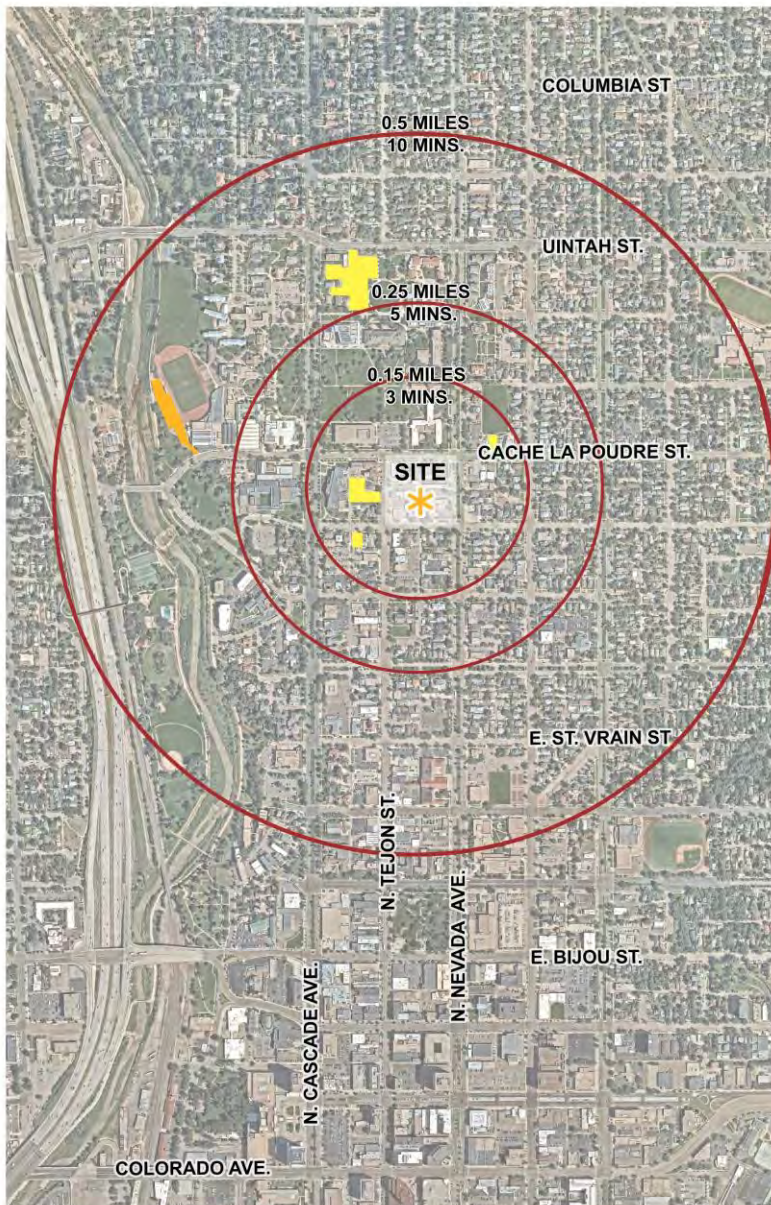 COLUMBIA ST
0.5 MILES
10 MINS.
UINTAH ST.
0.25 MILES
5 MINS.
0.15 MILES
3 MINS.
CACHE LA POUDRE ST.
SITE
E. ST. VRAIN ST
N. TEJON ST.
N. NEVADA AVE.
E. BIJOU ST.
N. CASCADE AVE.
COLORADO AVE.